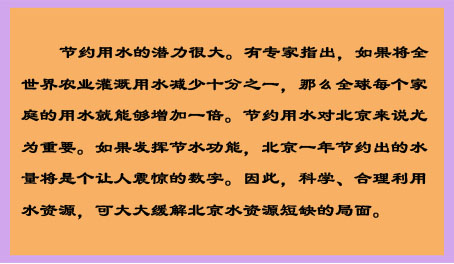 节约用水的潜力很大。有专家指出，如果将全
世界农业灌溉用水减少十分之一，那么全球每个家
庭的用水就能够增加一倍。节约用水对北京来说尤
为重要。如果发挥节水功能，北京一年节约出的水
量将是个让人震惊的数字。因此，科学、合理利用
水资源，可大大缓解北京水资源短缺的局面。